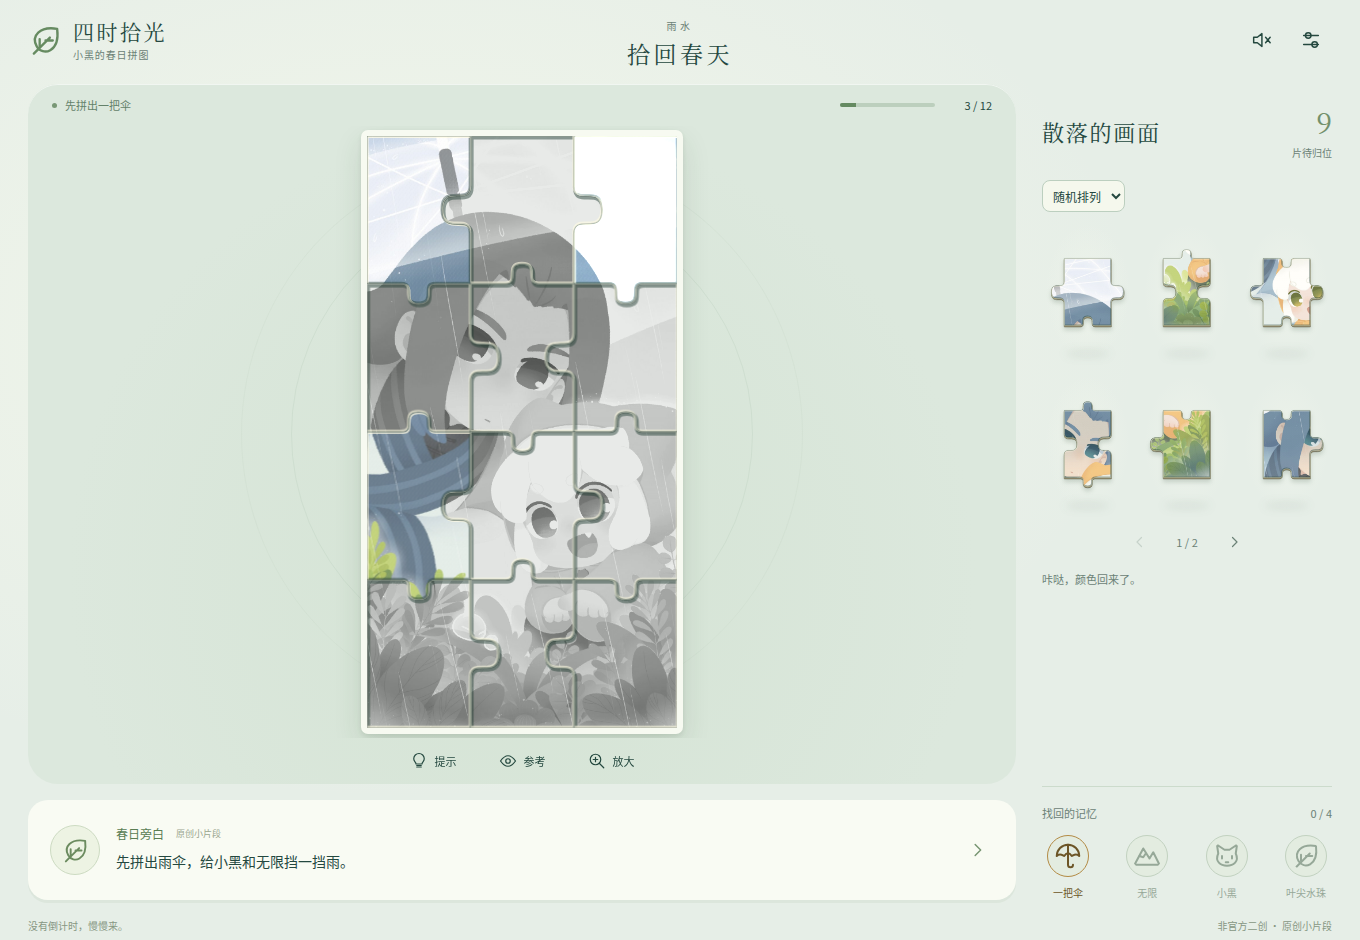 四时拾光
小黑的春日拼图
雨水
拾回春天
先拼出一把伞
3 / 12
散落的画面
9
片待归位
随机排列
1 / 2
咔哒，颜色回来了。
提示
参考
放大
春日旁白
原创小片段
先拼出雨伞，给小黑和无限挡一挡雨。
找回的记忆
0 / 4
一把伞
无限
小黑
叶尖水珠
没有倒计时，慢慢来。
非官方二创 · 原创小片段